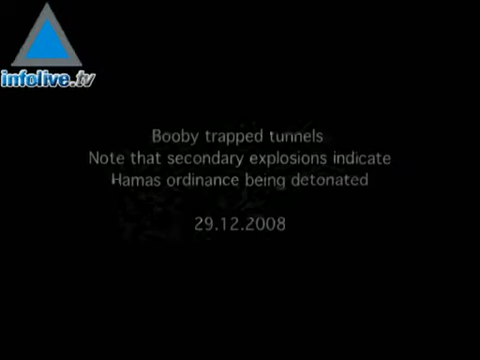 infolive.tv
Booby trapped tunnels
Note that secondary explosions indicate
Hamas ordinance being detonated
29.12.2008